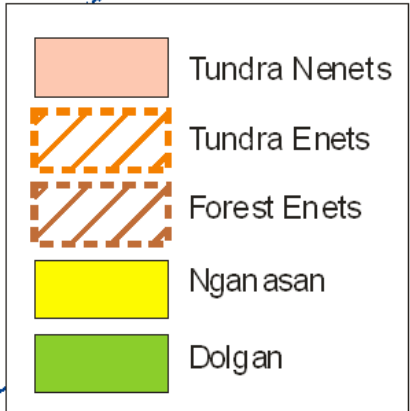 Tundra Nenets
Tundra Enets
Forest Enets
Nganasan
Dolgan